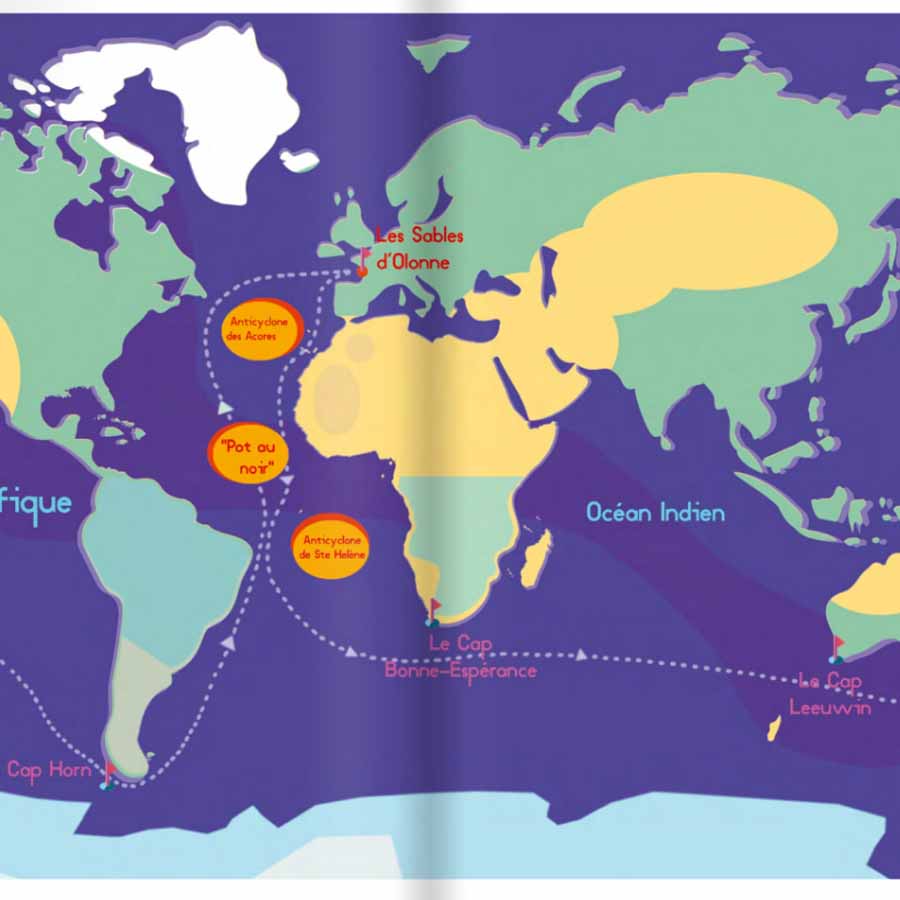 Les Sables
d'Olonne
Anticyclone
des Acores
"Pot au
noir"
fique
Océan Indien
Anticyclone
de Ste Helène
Le Cap
Bonne-Espérance
Le Cap
Leeuwin
Cap Horn